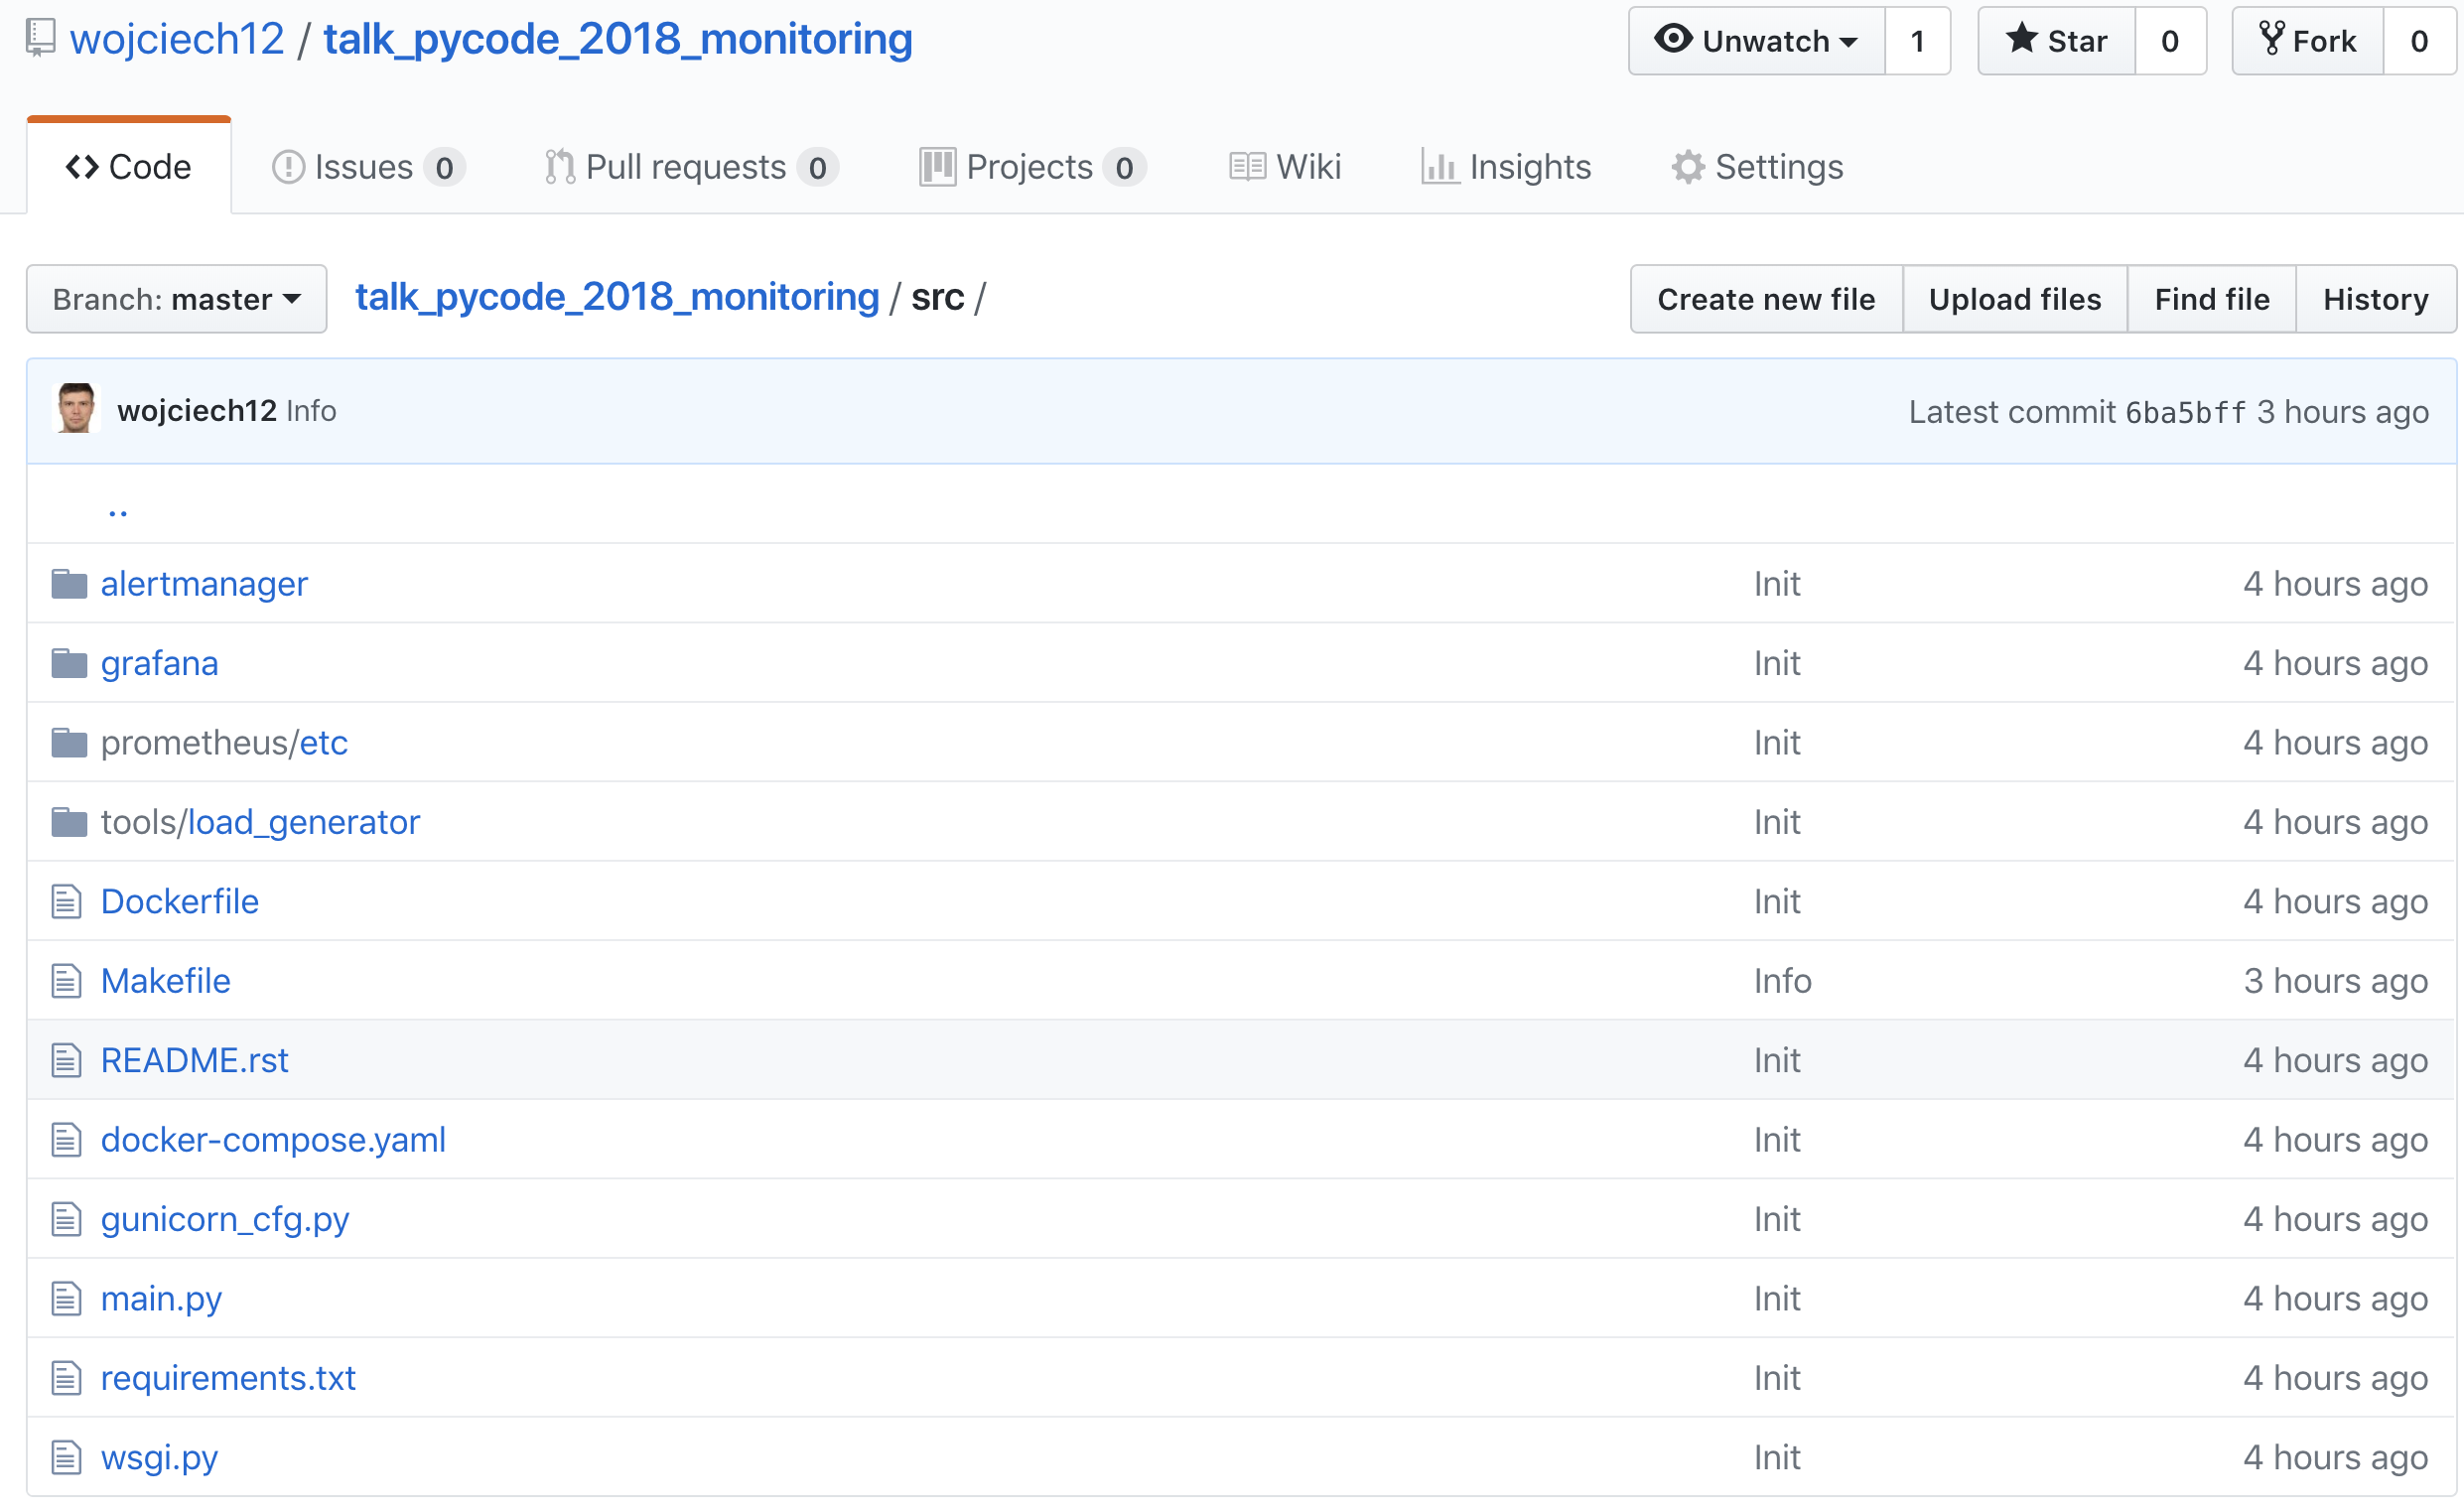 wojciech12 / talk_pycode_2018_monitoring Unwatch 1 Star 0 Fork 0
Code Issues 0 Pull requests 0 Projects 0 Wiki Insights Settings
Branch: master talk_pycode_2018_monitoring / src / Create new file Upload files Find file History
wojciech12 Info Latest commit 6ba5bff 3 hours ago
..
alertmanager Init 4 hours ago
grafana Init 4 hours ago
prometheus/etc Init 4 hours ago
tools/load_generator Init 4 hours ago
Dockerfile Init 4 hours ago
Makefile Info 3 hours ago
README.rst Init 4 hours ago
docker-compose.yaml Init 4 hours ago
gunicorn_cfg.py Init 4 hours ago
main.py Init 4 hours ago
requirements.txt Init 4 hours ago
wsgi.py Init 4 hours ago